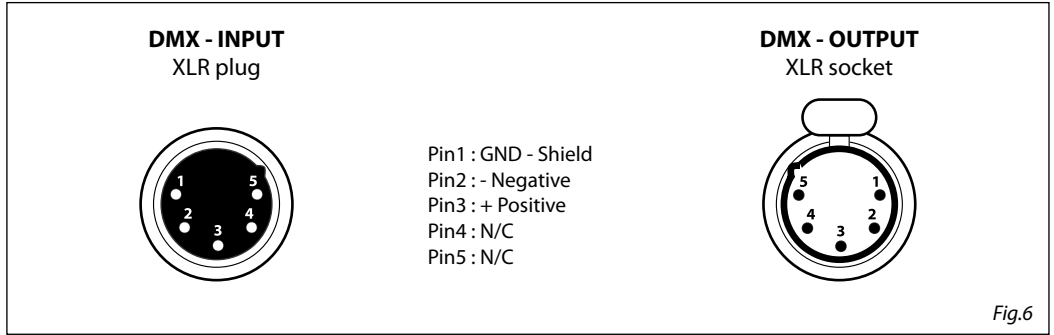 DMX - INPUT
XLR plug
1
5
2
4
3
Pin1 : GND - Shield
Pin2 : - Negative
Pin3 : + Positive
Pin4 : N/C
Pin5 : N/C
DMX - OUTPUT
XLR socket
5
1
4
2
3
Fig.6